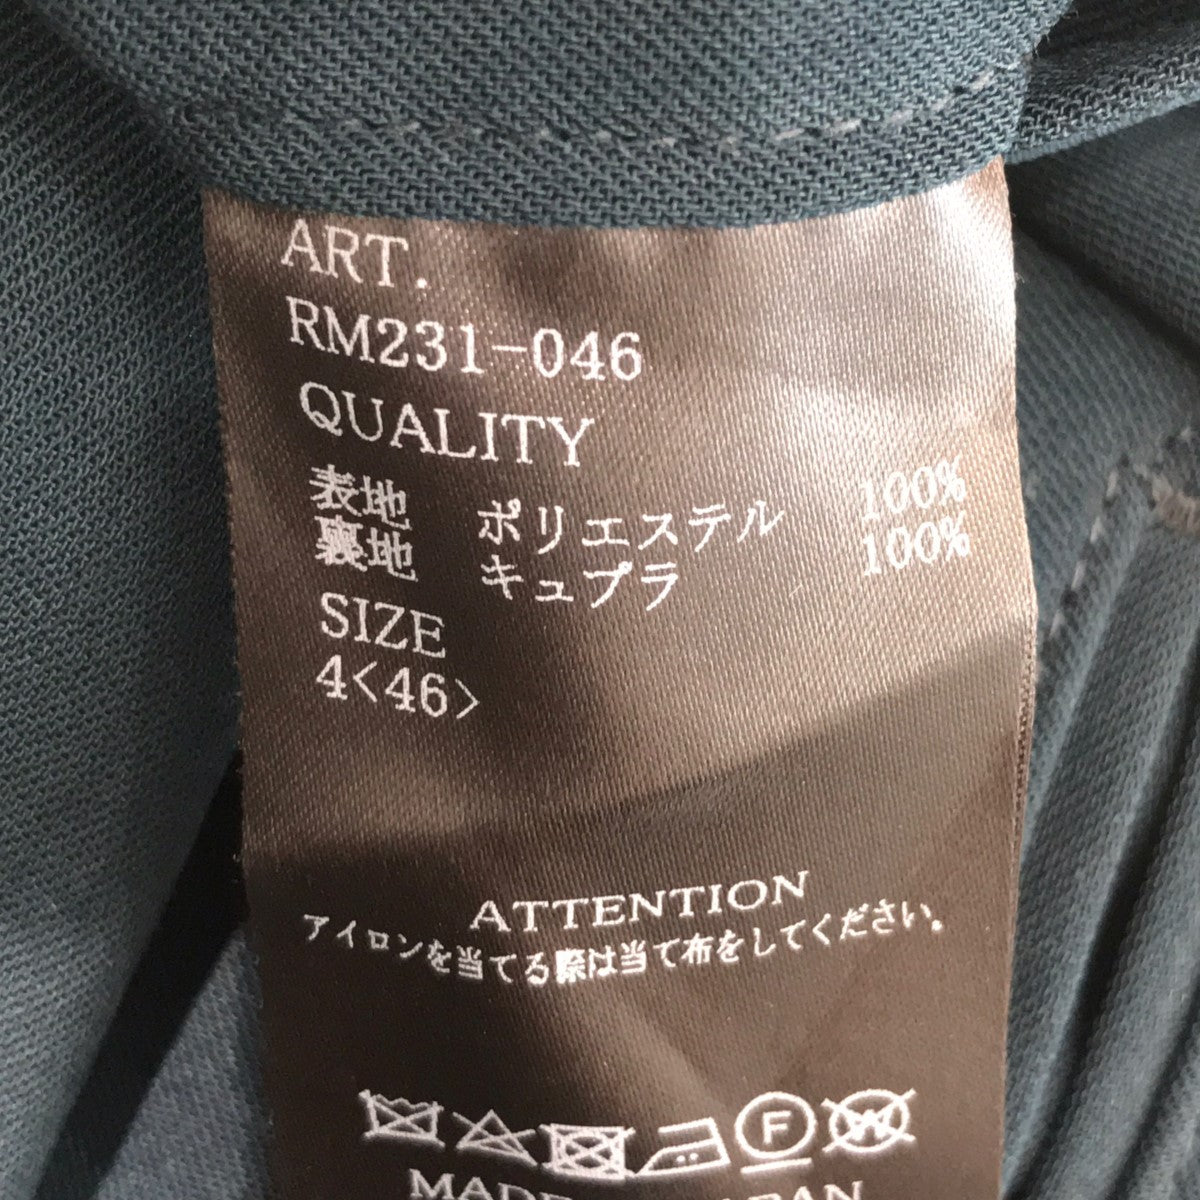 ART.
RM231-046
QUALITY
表地 ポリエステル 100%
裏地 キュプラ 100%
SIZE
4<46>
ATTENTION
アイロンを当てる際は当て布をしてください。
F W
MADE JAPAN